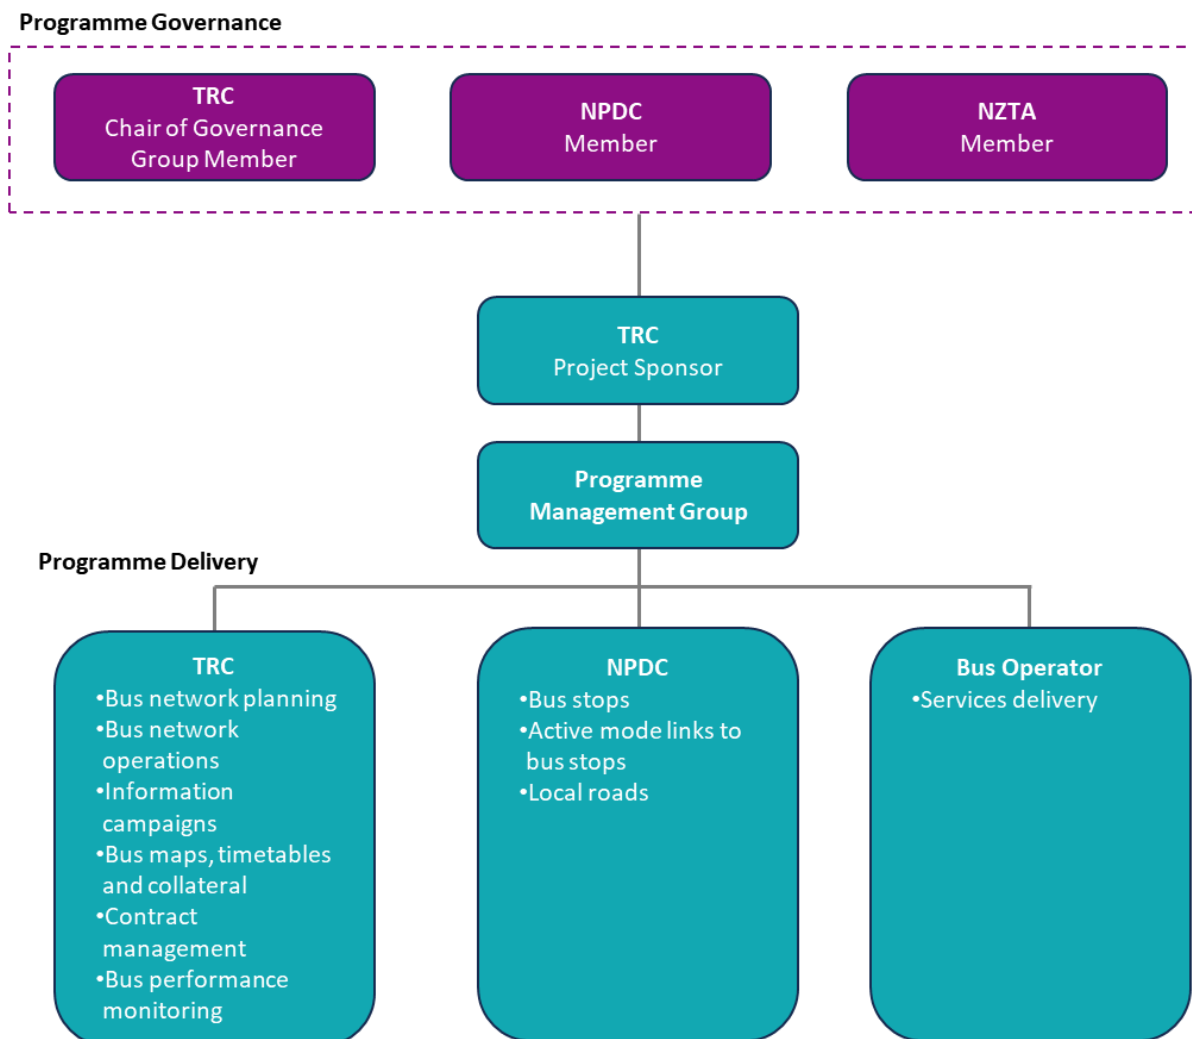 Programme Governance
TRC
Chair of Governance
Group Member
NPDC
Member
NZTA
Member
TRC
Project Sponsor
Programme
Management Group
Programme Delivery
TRC
•Bus network planning
•Bus network
operations
•Information
campaigns
•Bus maps, timetables
and collateral
•Contract
management
•Bus performance
monitoring
NPDC
•Bus stops
•Active mode links to
bus stops
•Local roads
Bus Operator
•Services delivery